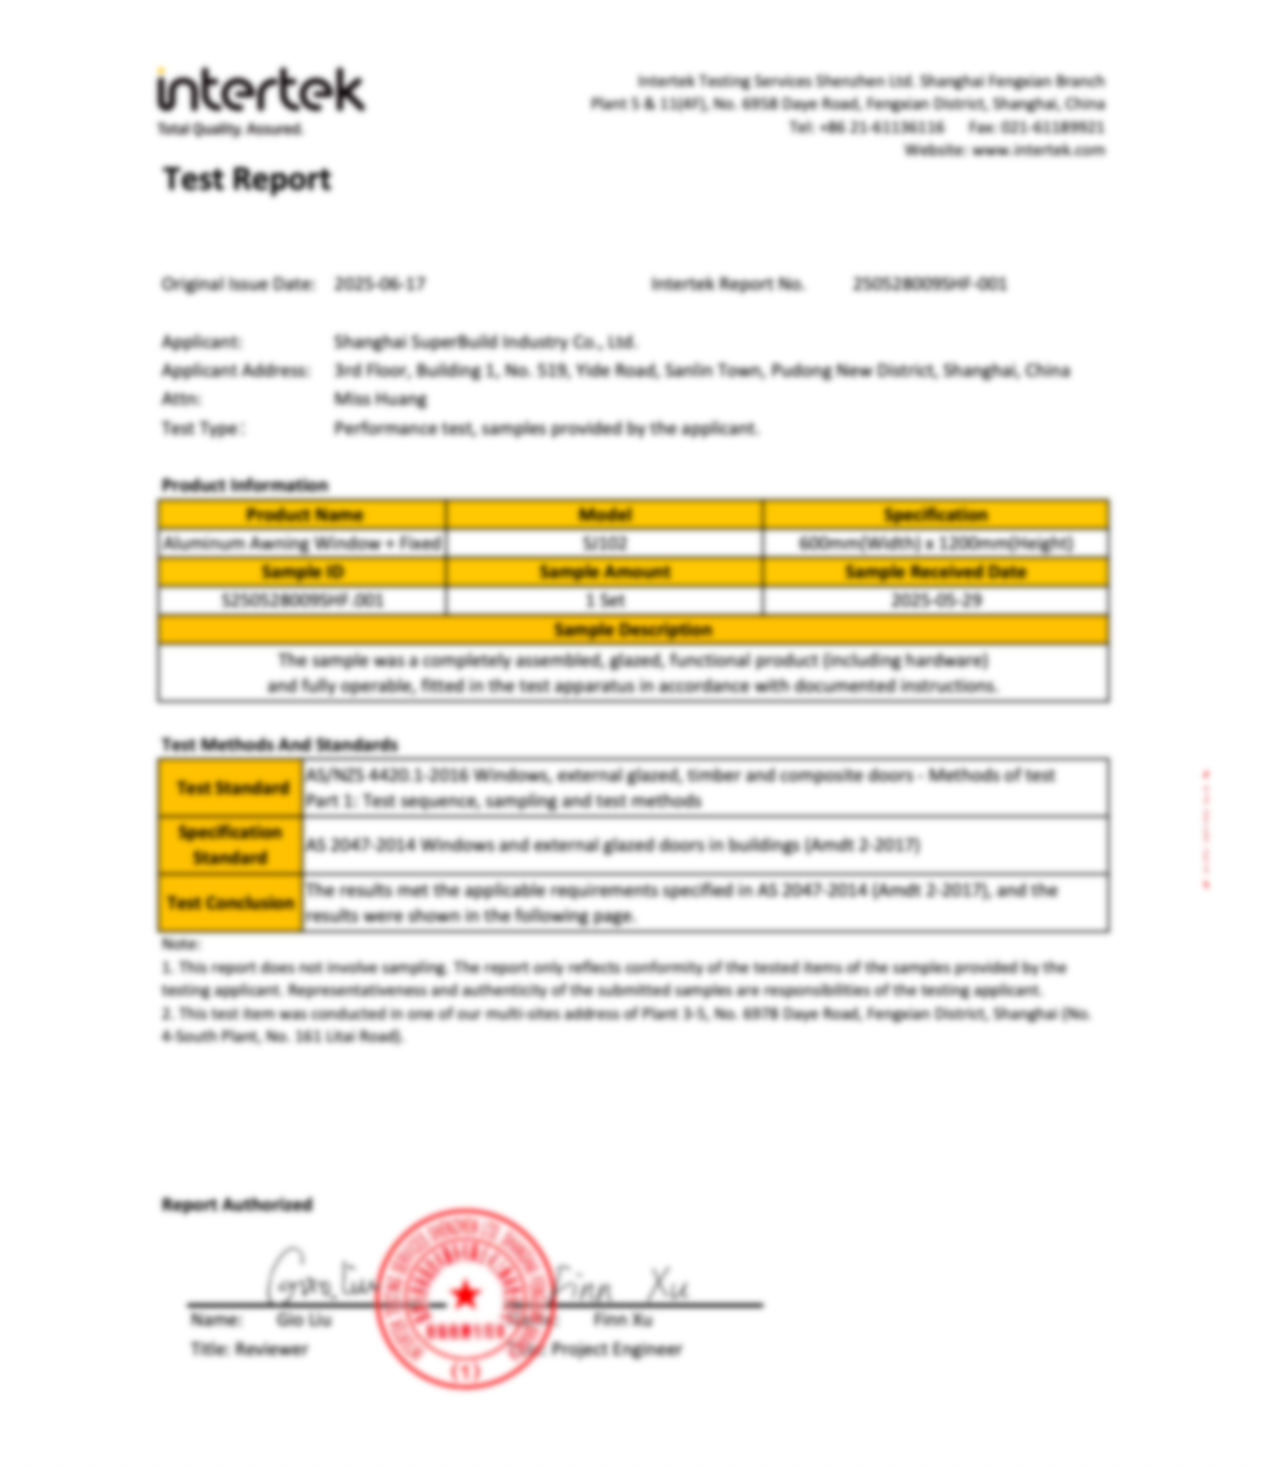 intertek
Total Quality. Assured.
Intertek Testing Services Shenzhen Ltd. Shanghai Fengxian Branch
Plant 5 & 11(4F), No. 6958 Daye Road, Fengxian District, Shanghai, China
Tel: +86 21-61136116 Fax: 021-61189921
Website: www.intertek.com
Test Report
Original Issue Date: 2025-06-17 Intertek Report No. 250528009SHF-001
Applicant: Shanghai SuperBuild Industry Co., Ltd.
Applicant Address: 3rd Floor, Building 1, No. 519, Yide Road, Sanlin Town, Pudong New District, Shanghai, China
Attn: Miss Huang
Test Type: Performance test, samples provided by the applicant.
Product Information
Product Name Model Specification
Aluminum Awning Window + Fixed SJ102 600mm(Width) x 1200mm(Height)
Sample ID Sample Amount Sample Received Date
S250528009SHF.001 1 Set 2025-05-29
Sample Description
The sample was a completely assembled, glazed, functional product (including hardware)
and fully operable, fitted in the test apparatus in accordance with documented instructions.
Test Methods And Standards
Test Standard AS/NZS 4420.1-2016 Windows, external glazed, timber and composite doors - Methods of test
Part 1: Test sequence, sampling and test methods
Specification Standard AS 2047-2014 Windows and external glazed doors in buildings (Amdt 2-2017)
Test Conclusion The results met the applicable requirements specified in AS 2047-2014 (Amdt 2-2017), and the
results were shown in the following page.
Note:
1. This report does not involve sampling. The report only reflects conformity of the tested items of the samples provided by the
testing applicant. Representativeness and authenticity of the submitted samples are responsibilities of the testing applicant.
2. This test item was conducted in one of our multi-sites address of Plant 3-5, No. 6978 Daye Road, Fengxian District, Shanghai (No.
4-South Plant, No. 161 Litai Road).
Report Authorized
Gio Liu Finn Xu
Name: Gio Liu Name: Finn Xu
Title: Reviewer Title: Project Engineer
(1)